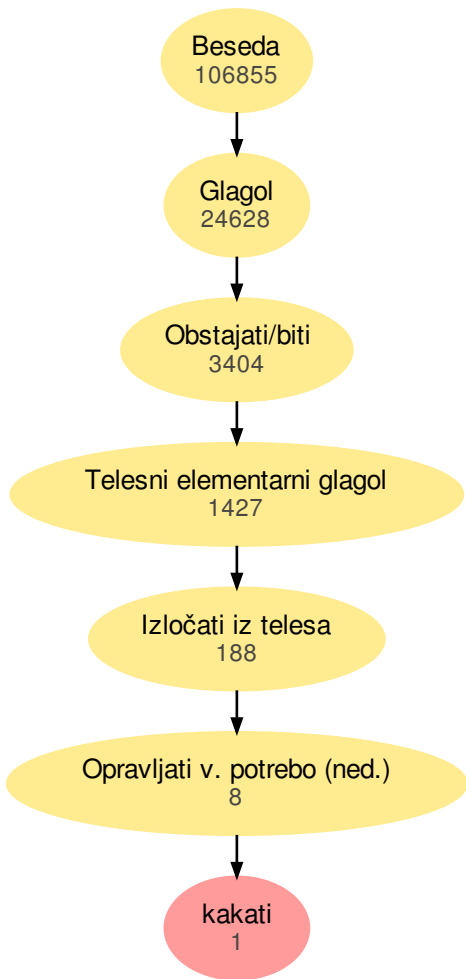 Beseda
106855
Glagol
24628
Obstajati/biti
3404
Telesni elementarni glagol
1427
Izločati iz telesa
188
Opravljati v. potrebo (ned.)
8
kakati
1